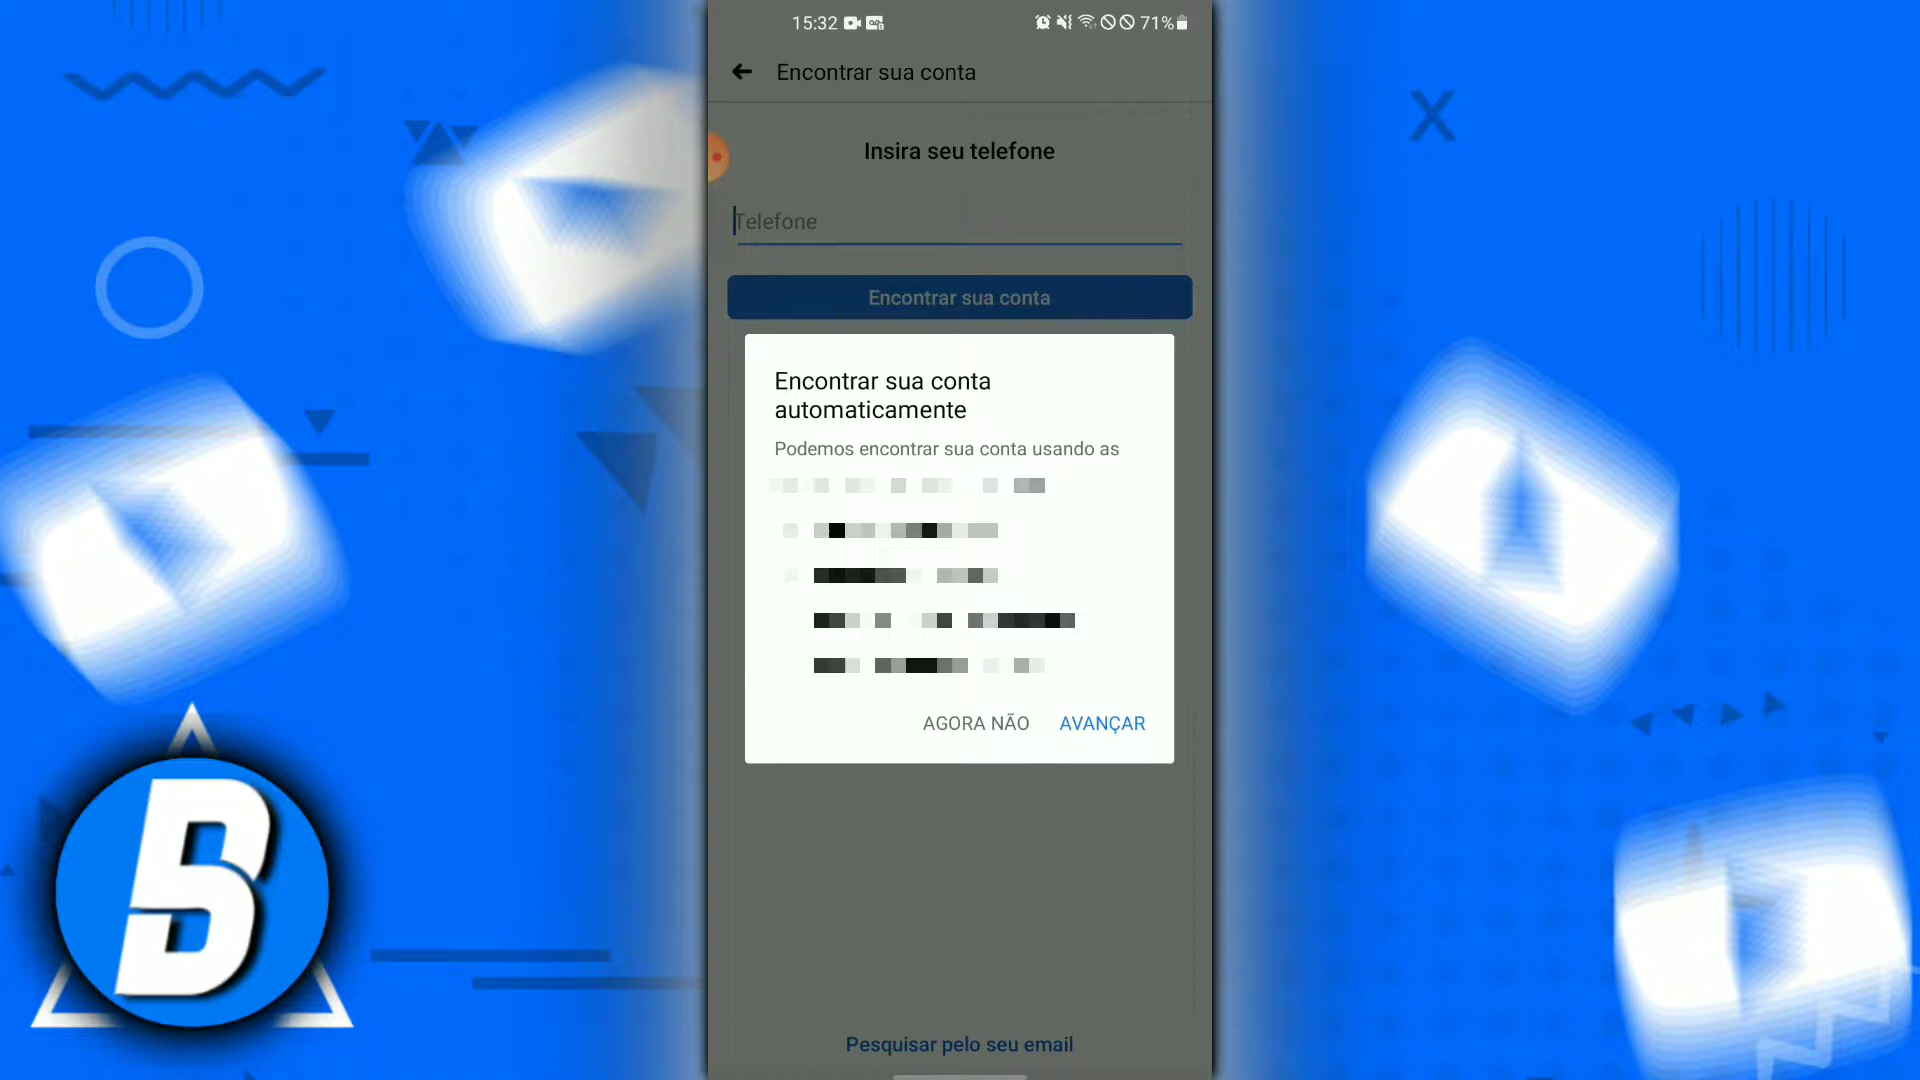 15:32
71%
Encontrar sua conta
Insira seu telefone
Telefone
Encontrar sua conta
Encontrar sua conta
automaticamente
Podemos encontrar sua conta usando as
AGORA NÃO
AVANÇAR
Pesquisar pelo seu email
B
X